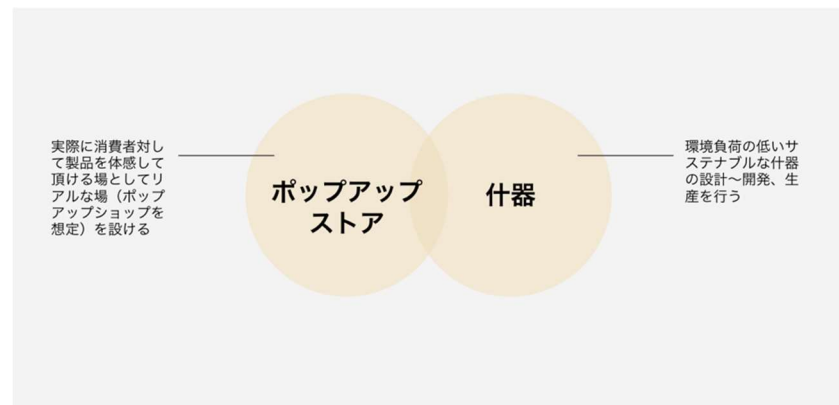 実際に消費者対し
て製品を体感して
頂ける場としてリ
アルな場（ポップ
アップショップを
想定）を設ける
ポップアップ
ストア
什器
環境負荷の低いサ
ステナブルな什器
の設計〜開発、生
産を行う